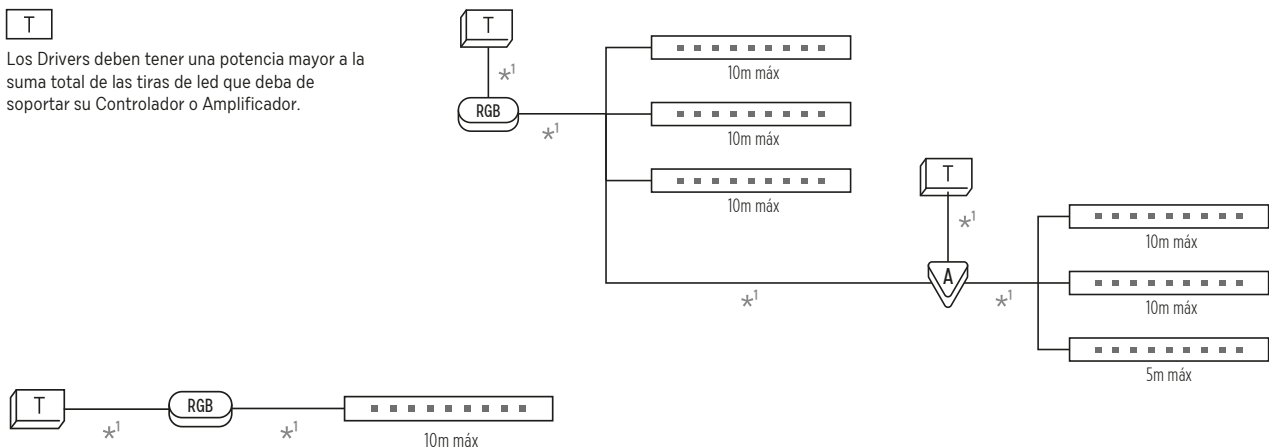 T
Los Drivers deben tener una potencia mayor a la
suma total de las tiras de led que deba de
soportar su Controlador o Amplificador.
T
*1
RGB
*1
10m máx
10m máx
10m máx
T
*1
A
*1
*1
10m máx
10m máx
5m máx
T
*1
RGB
*1
10m máx